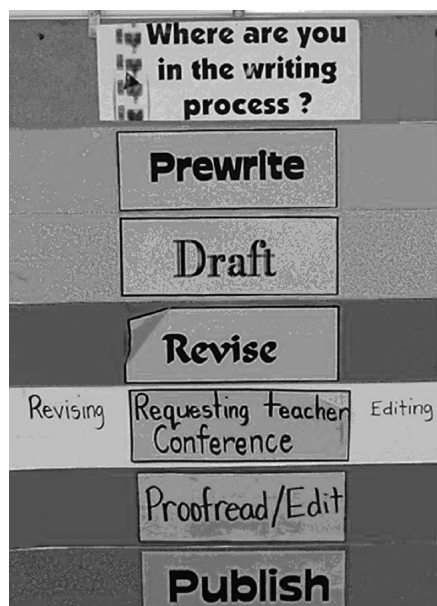 Where are you
in the writing
process ?
Prewrite
Draft
Revise
Revising Requesting teacher Editing
Conference
Proofread/Edit
Publish